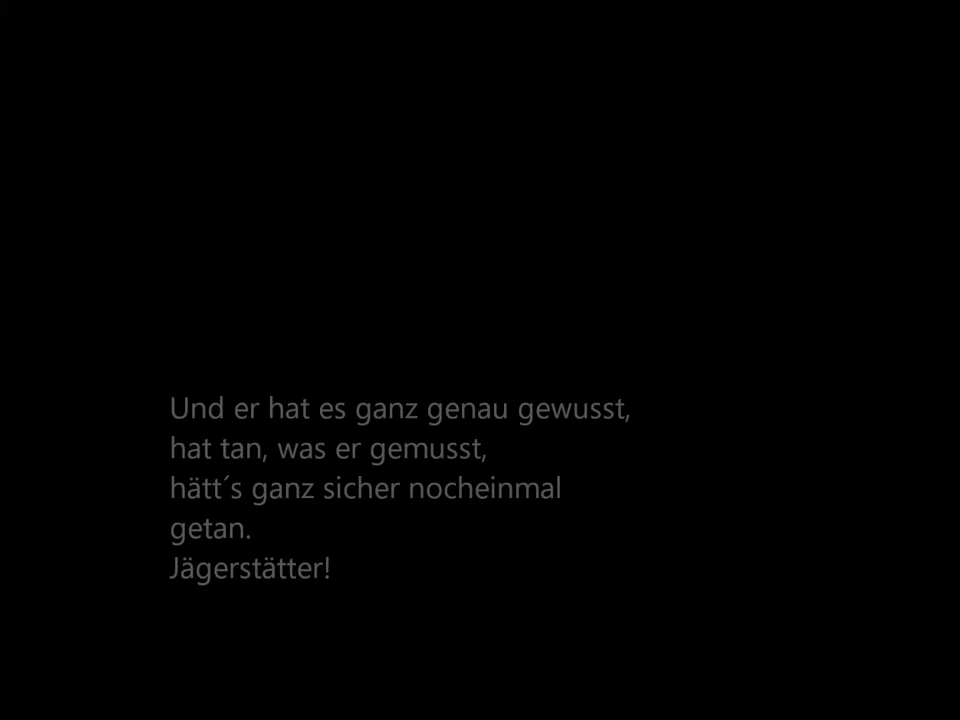 Und er hat es ganz genau gewusst,
hat tan, was er gemusst,
hätt´s ganz sicher nocheinmal
getan.
Jägerstätter!